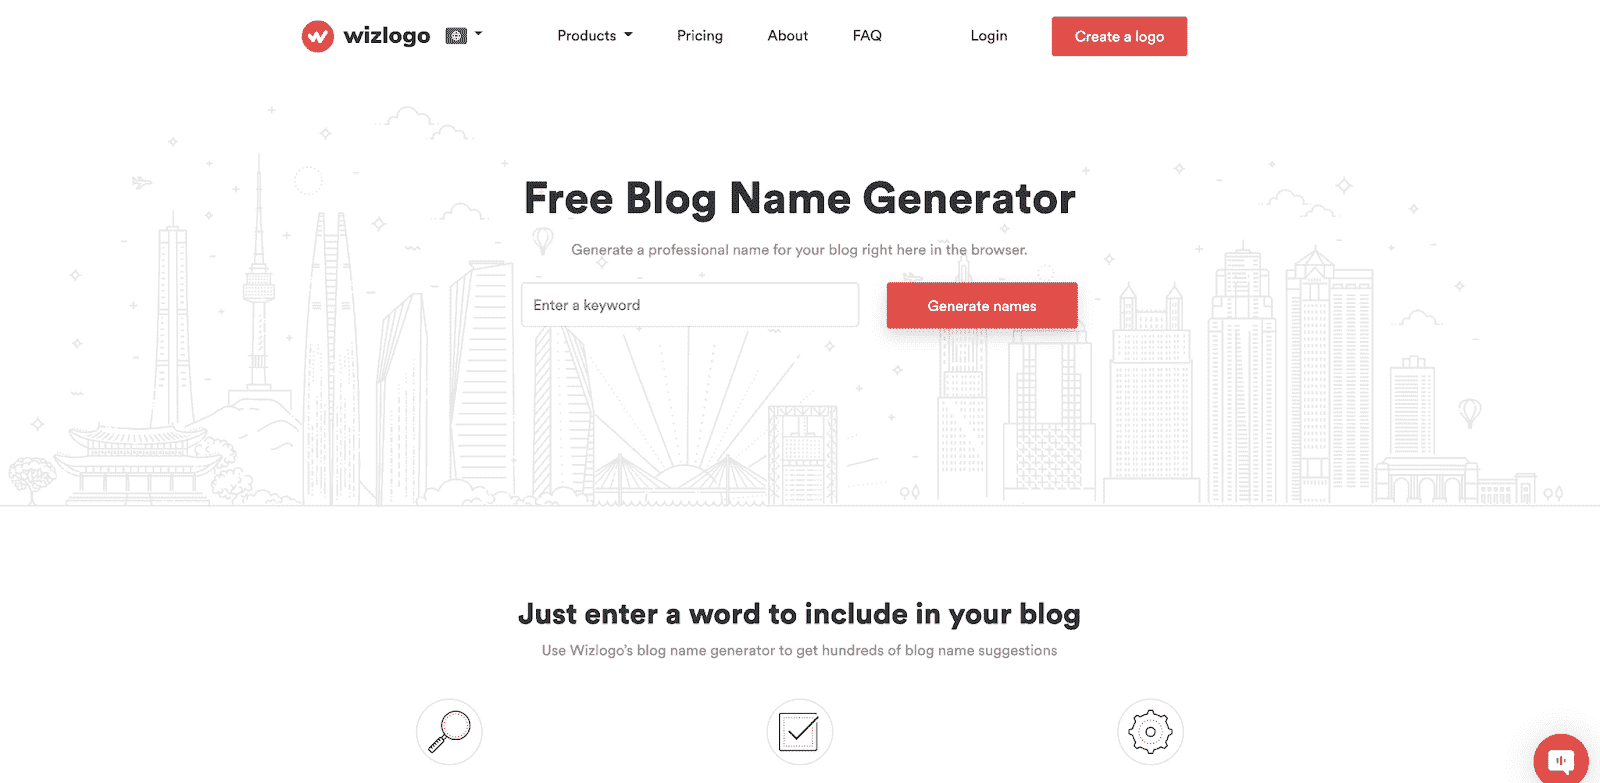 wizlogo
Products
Pricing
About
FAQ
Login
Create a logo
Free Blog Name Generator
Generate a professional name for your blog right here in the browser.
Enter a keyword
Generate names
Just enter a word to include in your blog
Use Wizlogo's blog name generator to get hundreds of blog name suggestions